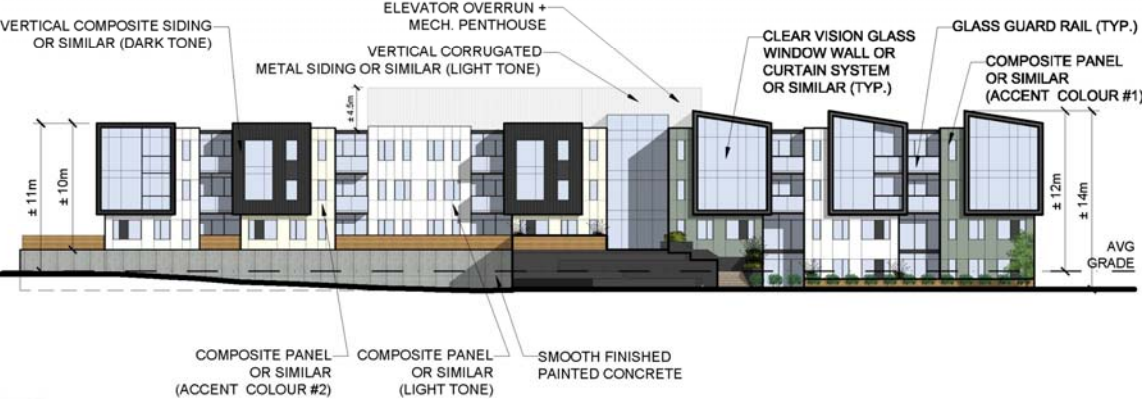 VERTICAL COMPOSITE SIDING
OR SIMILAR (DARK TONE)
ELEVATOR OVERRUN +
MECH. PENTHOUSE
VERTICAL CORRUGATED
METAL SIDING OR SIMILAR (LIGHT TONE)
CLEAR VISION GLASS
WINDOW WALL OR
CURTAIN SYSTEM
OR SIMILAR (TYP.)
GLASS GUARD RAIL (TYP.)
COMPOSITE PANEL
OR SIMILAR
(ACCENT COLOUR #1)
± 4.5m
± 11m
± 10m
± 12m
± 14m
AVG
GRADE
COMPOSITE PANEL
OR SIMILAR
(ACCENT COLOUR #2)
COMPOSITE PANEL
OR SIMILAR
(LIGHT TONE)
SMOOTH FINISHED
PAINTED CONCRETE